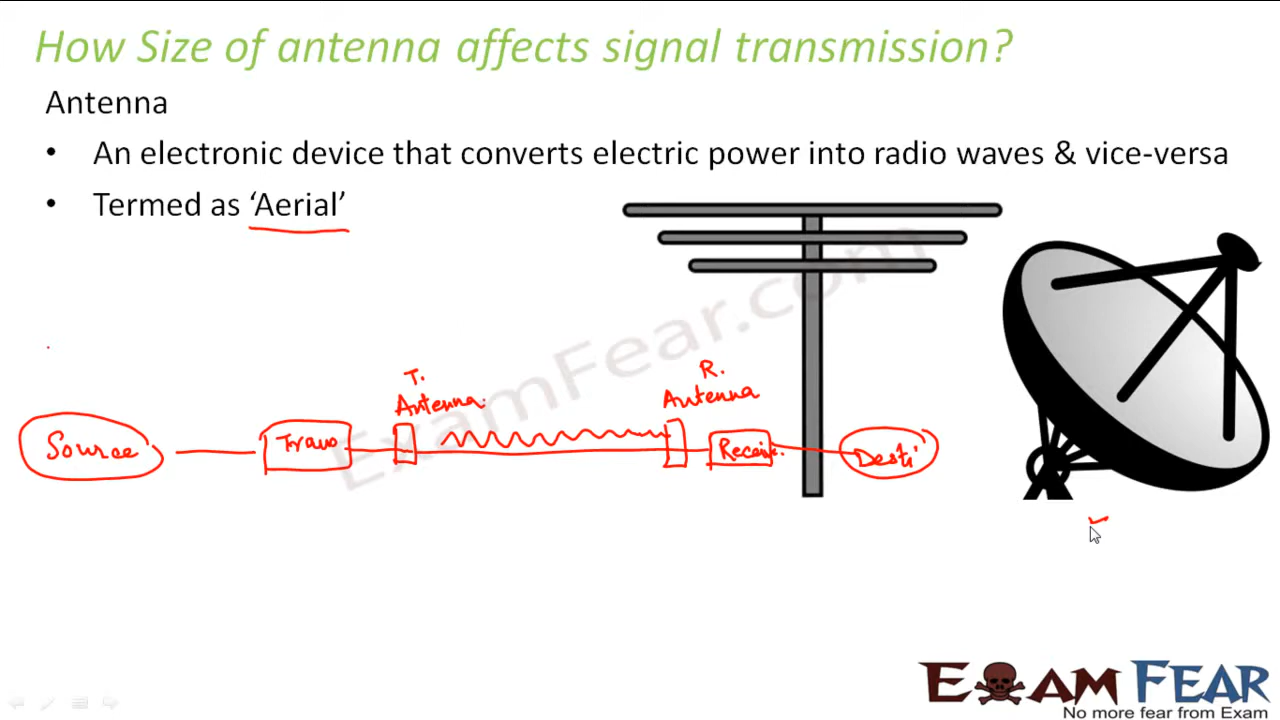 How Size of antenna affects signal transmission?
Antenna
• An electronic device that converts electric power into radio waves & vice-versa
• Termed as ‘Aerial’
ExamFear.com
T.
Antenna
R.
Antenna
Source
Trans
Receiv.
Desti
EXAM FEAR
No more fear from Exam